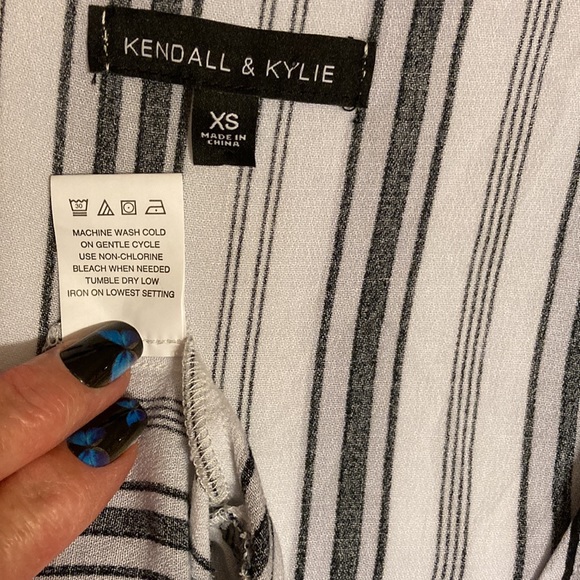 KENDALL & KYLIE
XS
MADE IN
CHINA
30
MACHINE WASH COLD
ON GENTLE CYCLE
USE NON-CHLORINE
BLEACH WHEN NEEDED
TUMBLE DRY LOW
IRON ON LOWEST SETTING